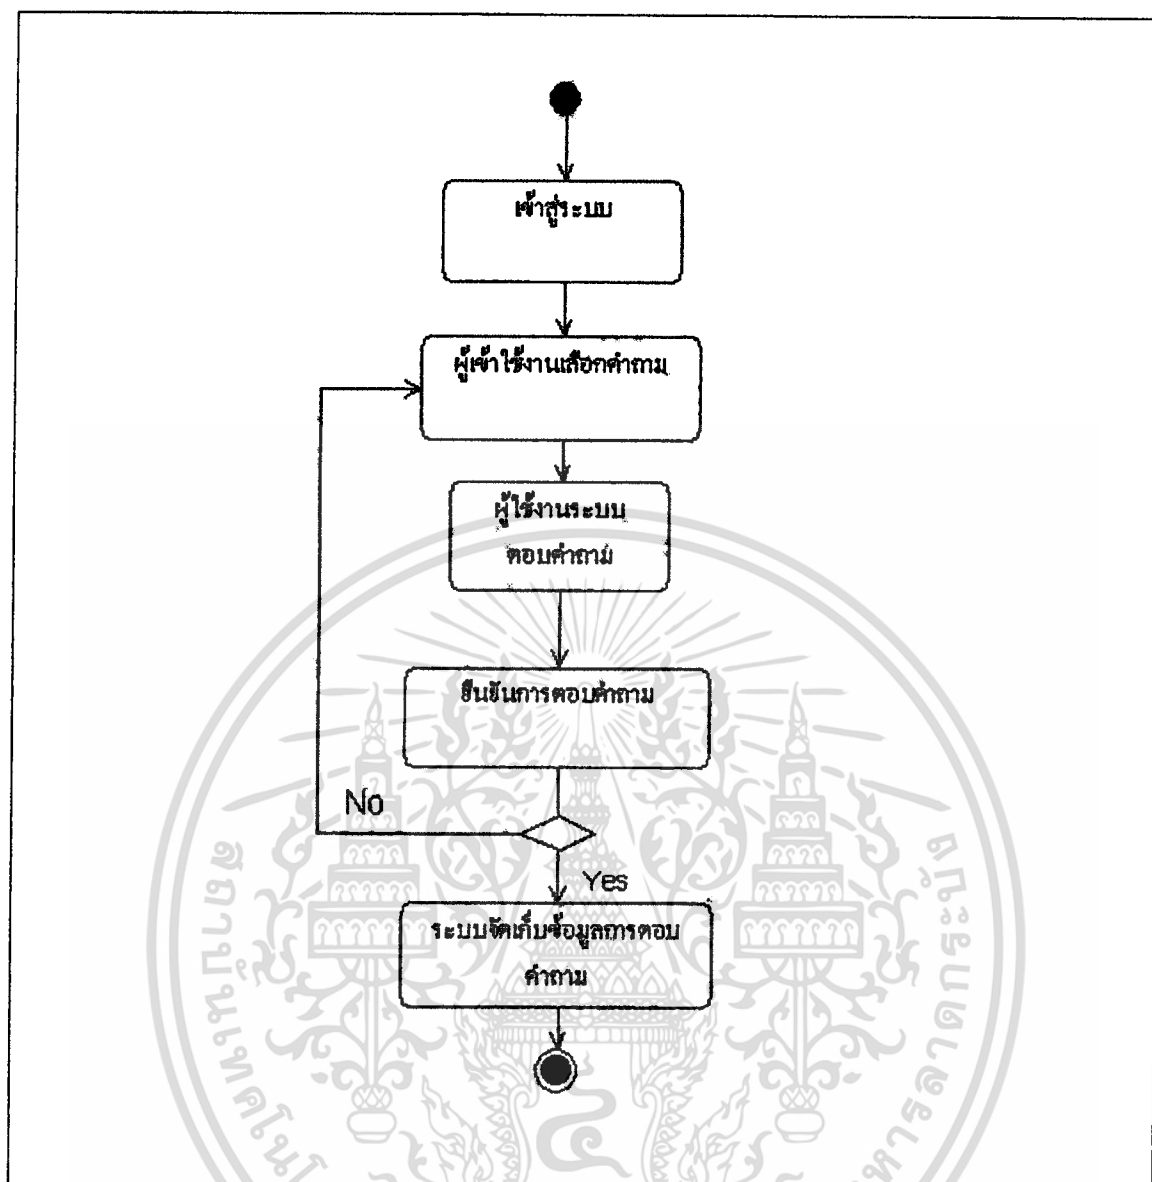 เข้าสู่ระบบ
ผู้เข้าใช้งานเลือกคำถาม
ผู้ใช้งานระบบ
ตอบคำถาม
ยืนยันการตอบคำถาม
No
Yes
ระบบจัดเก็บข้อมูลการตอบ
คำถาม